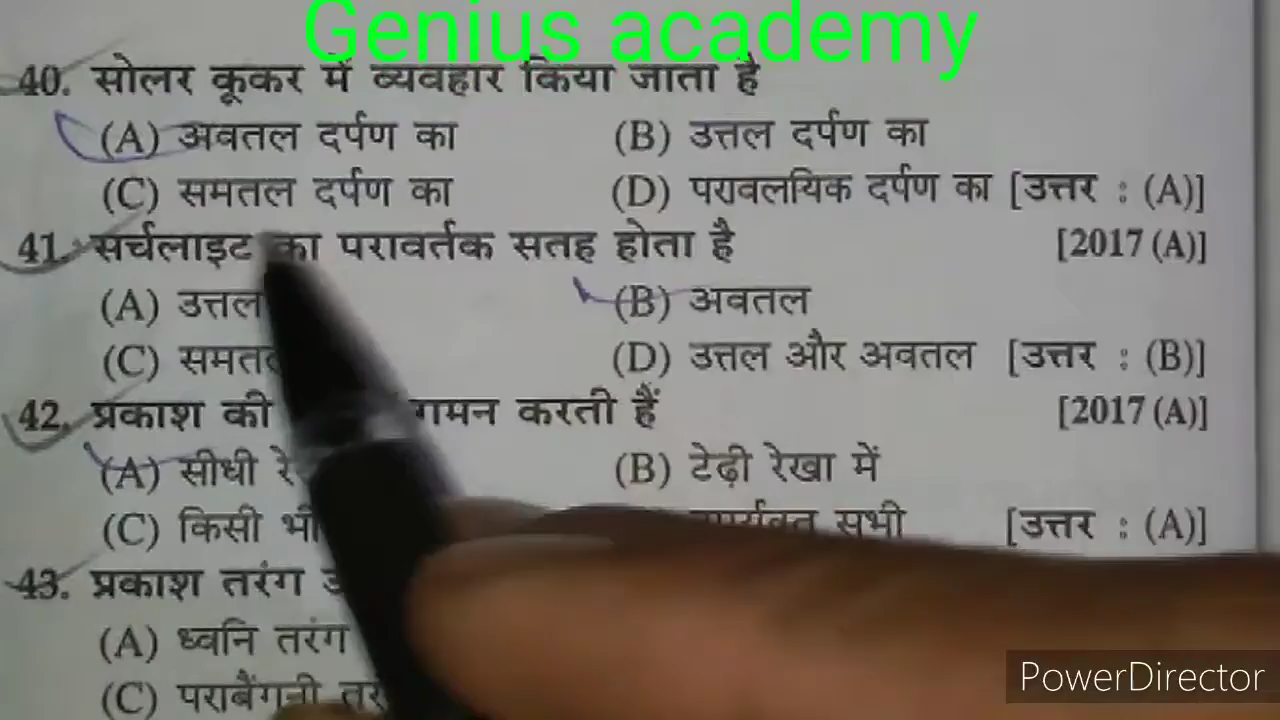 Genius academy
40. सोलर कूकर में व्यवहार किया जाता है
(A) अवतल दर्पण का (B) उत्तल दर्पण का
(C) समतल दर्पण का (D) परावलयिक दर्पण का [उत्तर : (A)]
41. सर्चलाइट का परावर्तक सतह होता है [2017 (A)]
(A) उत्तल (B) अवतल
(C) (D) उत्तल और अवतल [उत्तर : (B)]
42. प्रकाश की गमन करती हैं [2017 (A)]
(A) सीधी (B) टेढ़ी रेखा में
(C) किसी भी सभी [उत्तर : (A)]
43. प्रकाश तरंग
(A) ध्वनि तरंग
(C) पराबैंगनी
PowerDirector